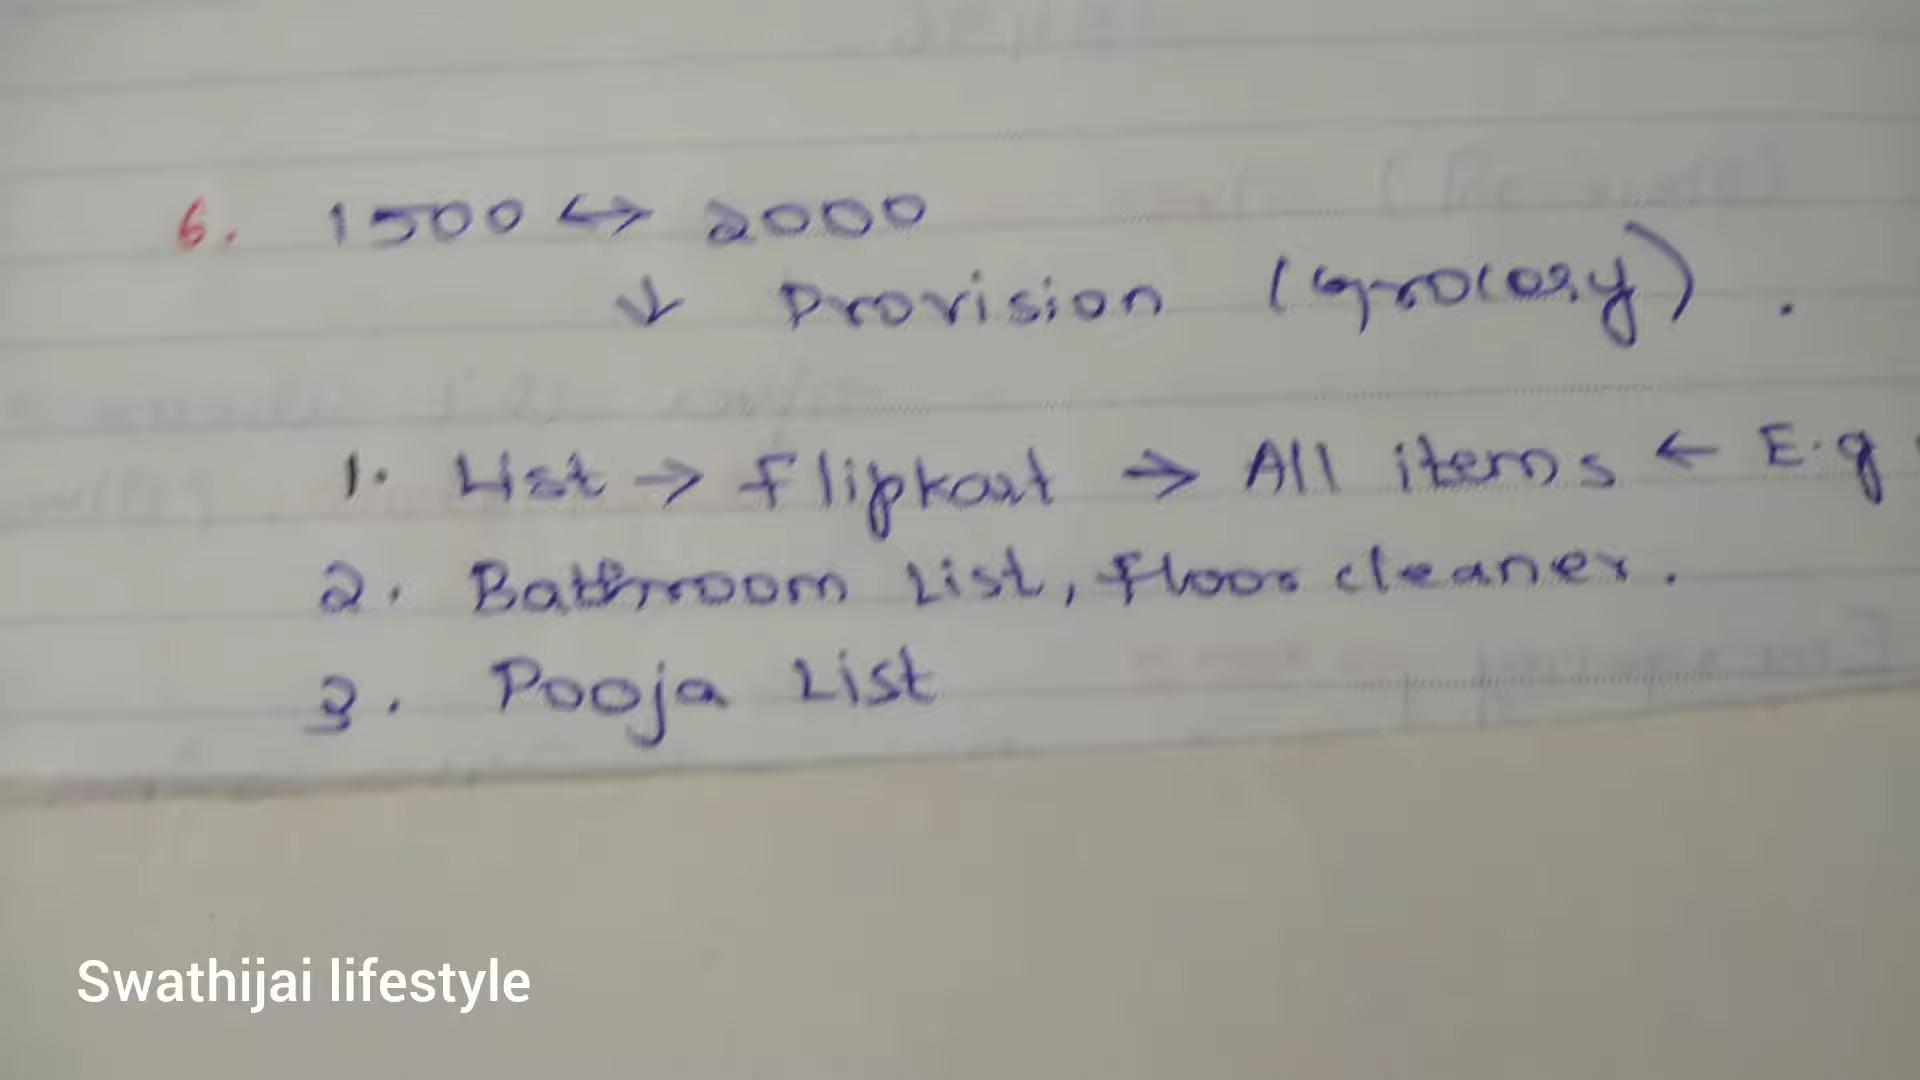 6. 1500 ↔ 2000
↓ Provision (Grocery).
1. List → Flipkart → All items ← E.g
2. Bathroom List, Floor cleaner.
3. Pooja List
Swathijai lifestyle